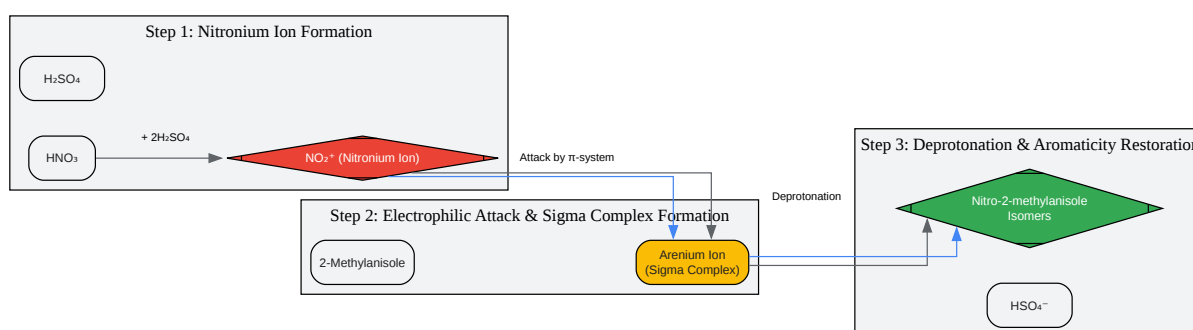 Step 1: Nitronium Ion Formation
H₂SO₄
+ 2H₂SO₄
HNO₃
NO₂⁺ (Nitronium Ion)
Attack by π-system
Step 2: Electrophilic Attack & Sigma Complex Formation
2-Methylanisole
Arenium Ion
(Sigma Complex)
Deprotonation
Step 3: Deprotonation & Aromaticity Restoration
Nitro-2-methylanisole
Isomers
HSO₄⁻